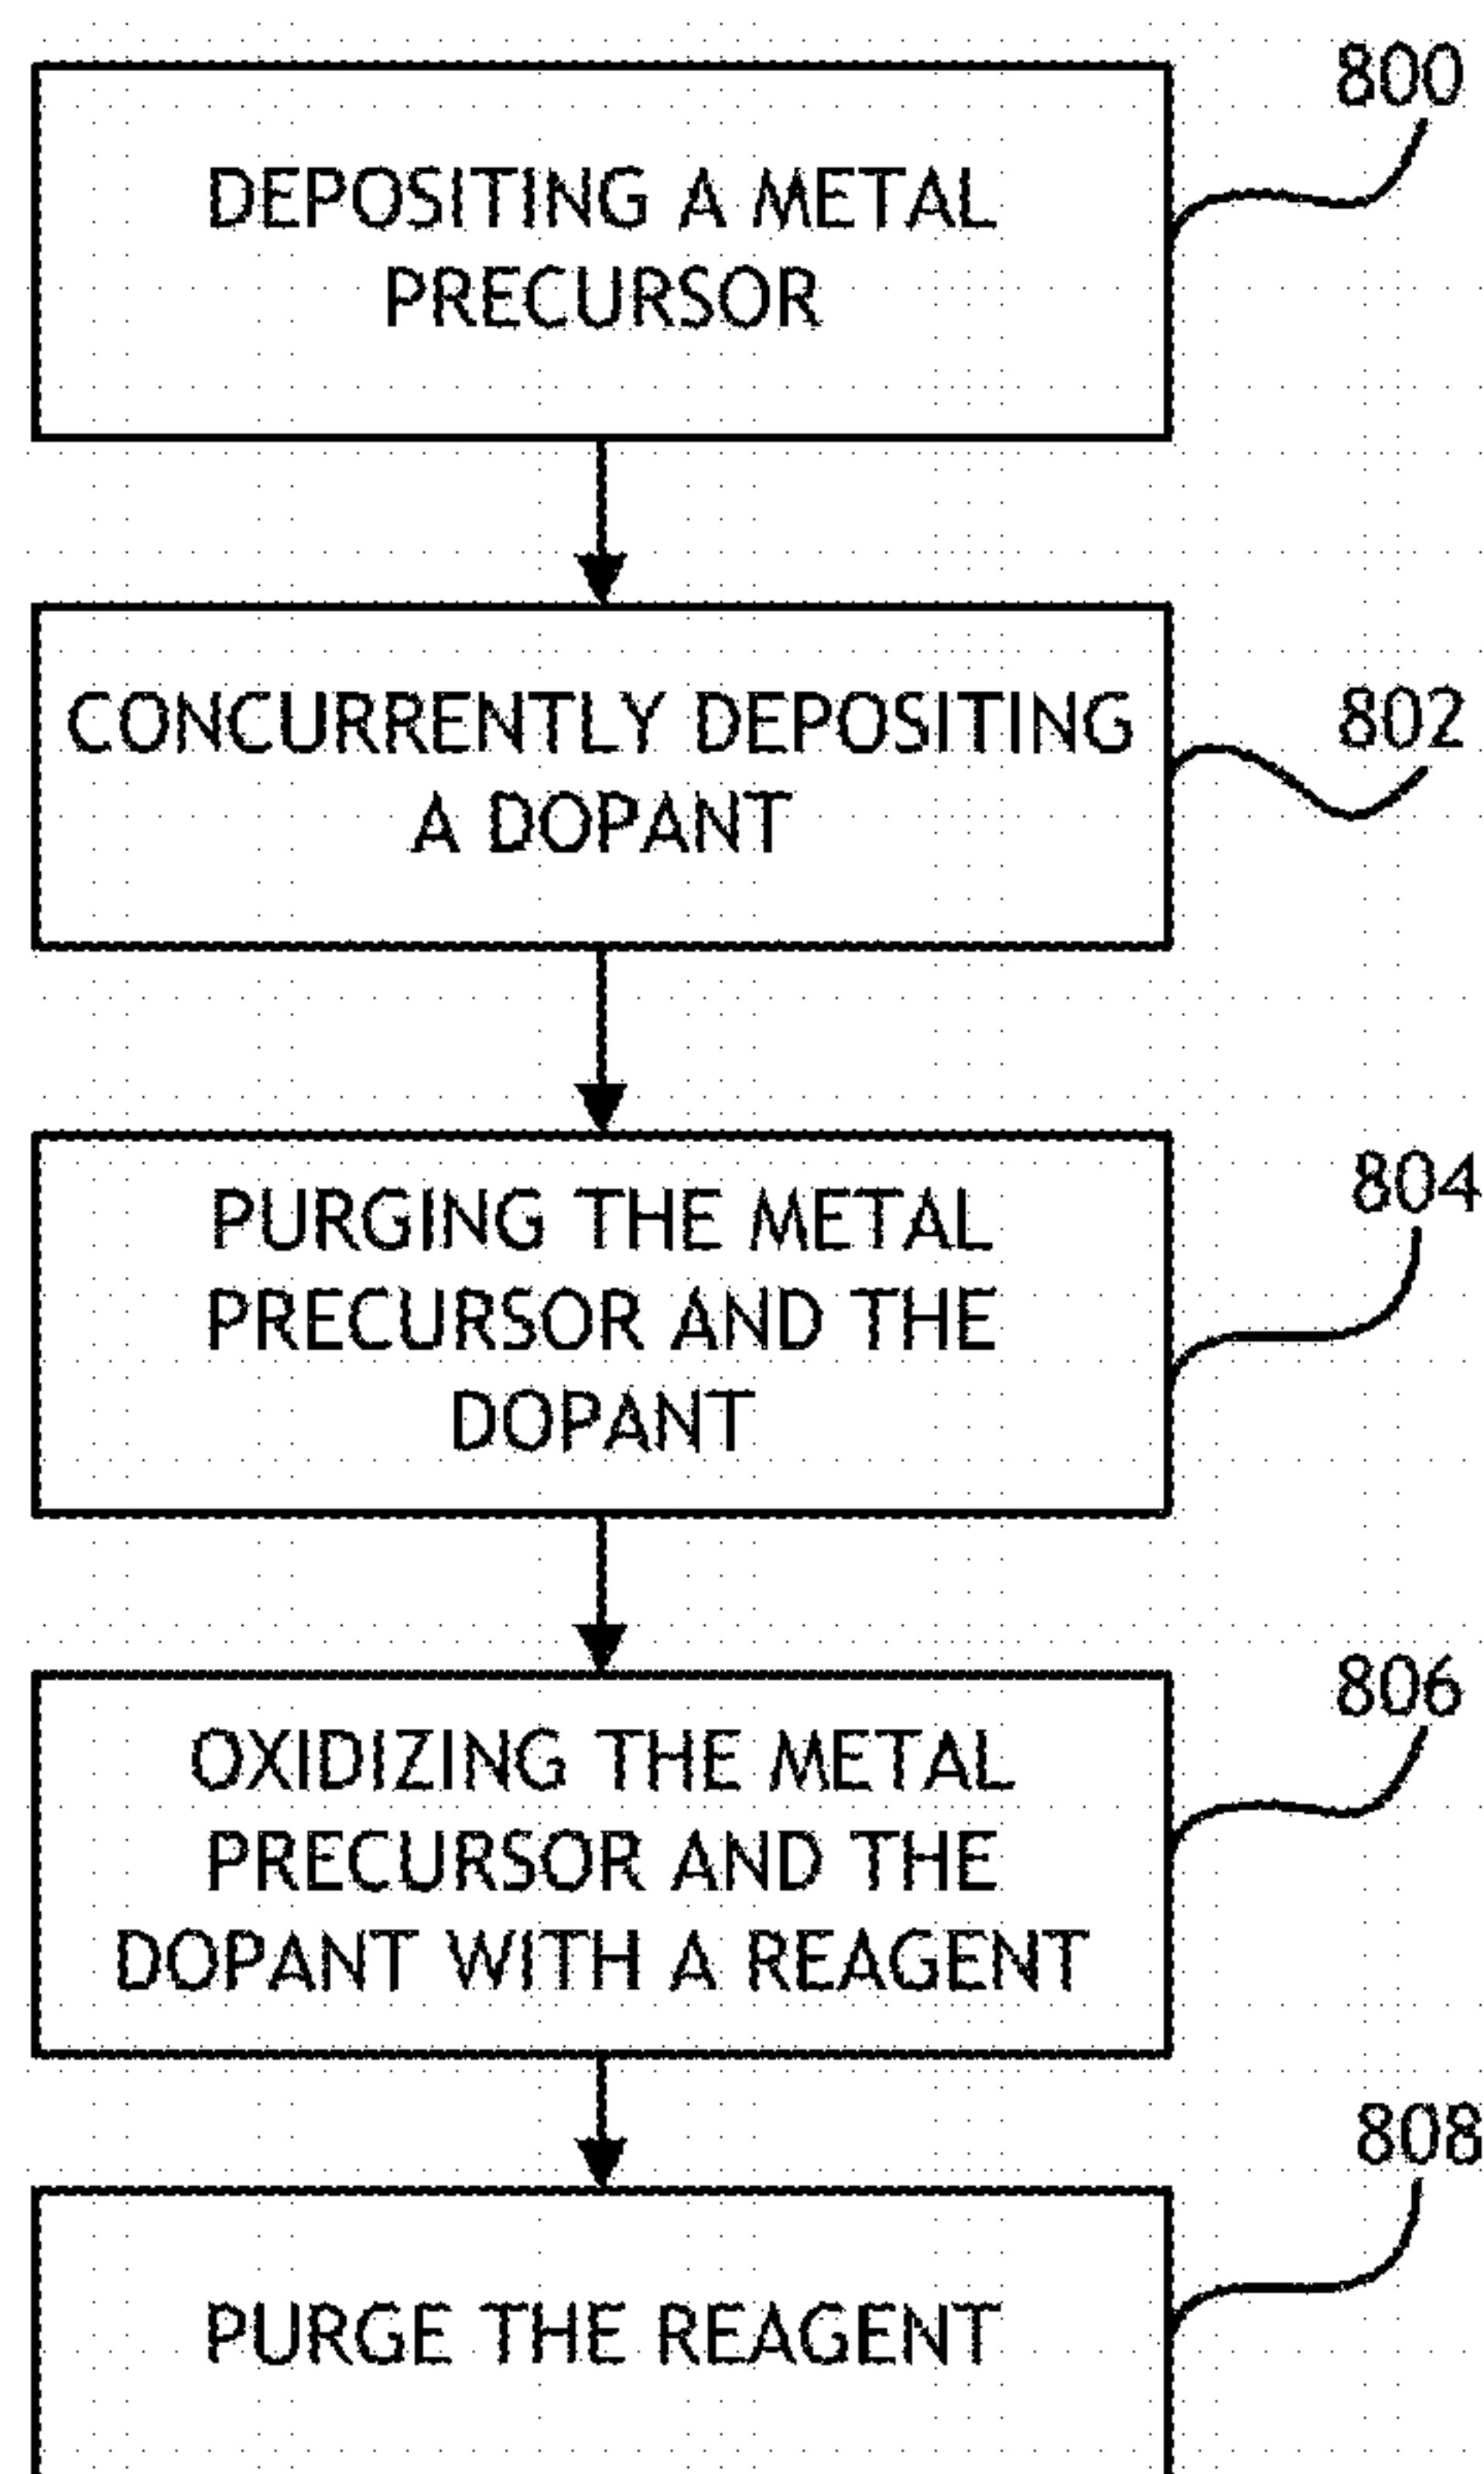 800
DEPOSITING A METAL
PRECURSOR
802
CONCURRENTLY DEPOSITING
A DOPANT
804
PURGING THE METAL
PRECURSOR AND THE
DOPANT
806
OXIDIZING THE METAL
PRECURSOR AND THE
DOPANT WITH A REAGENT
808
PURGE THE REAGENT